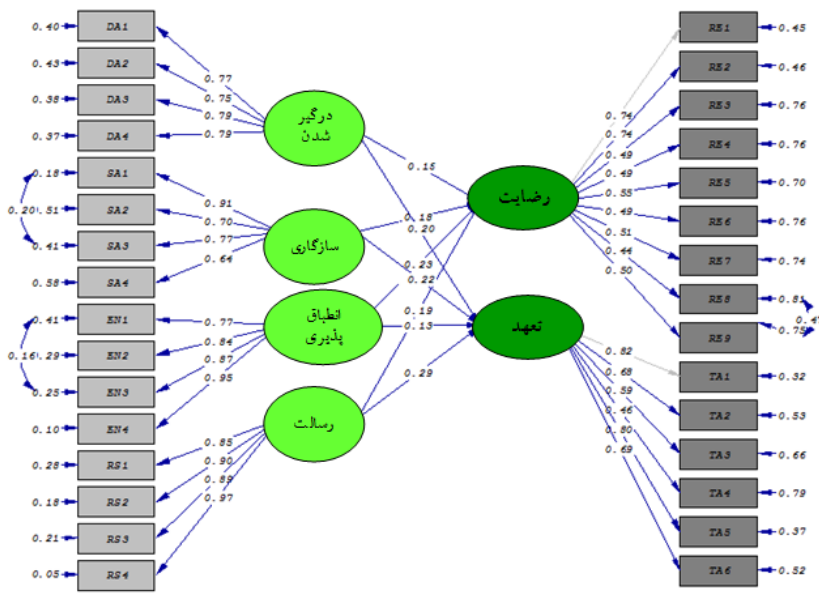 0.40 DA1
0.43 DA2
0.38 DA3
0.37 DA4
0.18 SA1
0.20 0.51 SA2
0.41 SA3
0.58 SA4
0.41 EN1
0.16 0.29 EN2
0.25 EN3
0.10 EN4
0.28 RS1
0.18 RS2
0.21 RS3
0.05 RS4
0.77
0.75
0.79
0.79
0.91
0.70
0.77
0.64
0.77
0.84
0.87
0.95
0.85
0.90
0.89
0.97
درگیر
شدن
سازگاری
انطباق
پذیری
رسالت
0.15
0.18
0.20
0.23
0.22
0.19
0.13
0.29
رضایت
تعهد
0.74
0.74
0.49
0.49
0.55
0.49
0.51
0.44
0.50
0.82
0.68
0.59
0.46
0.80
0.69
RE1 0.45
RE2 0.46
RE3 0.76
RE4 0.76
RE5 0.70
RE6 0.76
RE7 0.74
RE8 0.81
RE9 0.75
TA1 0.32
TA2 0.53
TA3 0.66
TA4 0.79
TA5 0.37
TA6 0.52